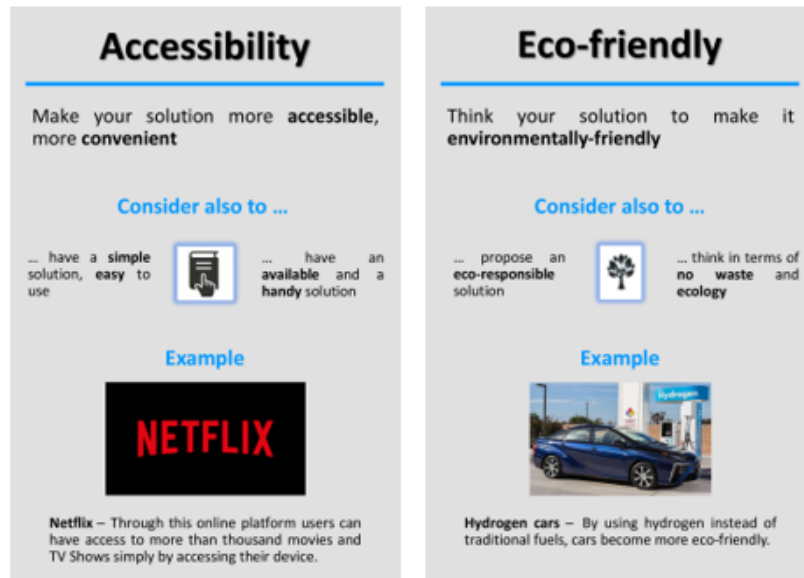 Accessibility
Make your solution more accessible,
more convenient
Consider also to ...
... have a simple
solution, easy to
use
... have an
available and a
handy solution
Example
NETFLIX
Netflix – Through this online platform users can
have access to more than thousand movies and
TV Shows simply by accessing their device.
Eco-friendly
Think your solution to make it
environmentally-friendly
Consider also to ...
... propose an
eco-responsible
solution
... think in terms of
no waste and
ecology
Example
Hydrogen
Hydrogen cars – By using hydrogen instead of
traditional fuels, cars become more eco-friendly.